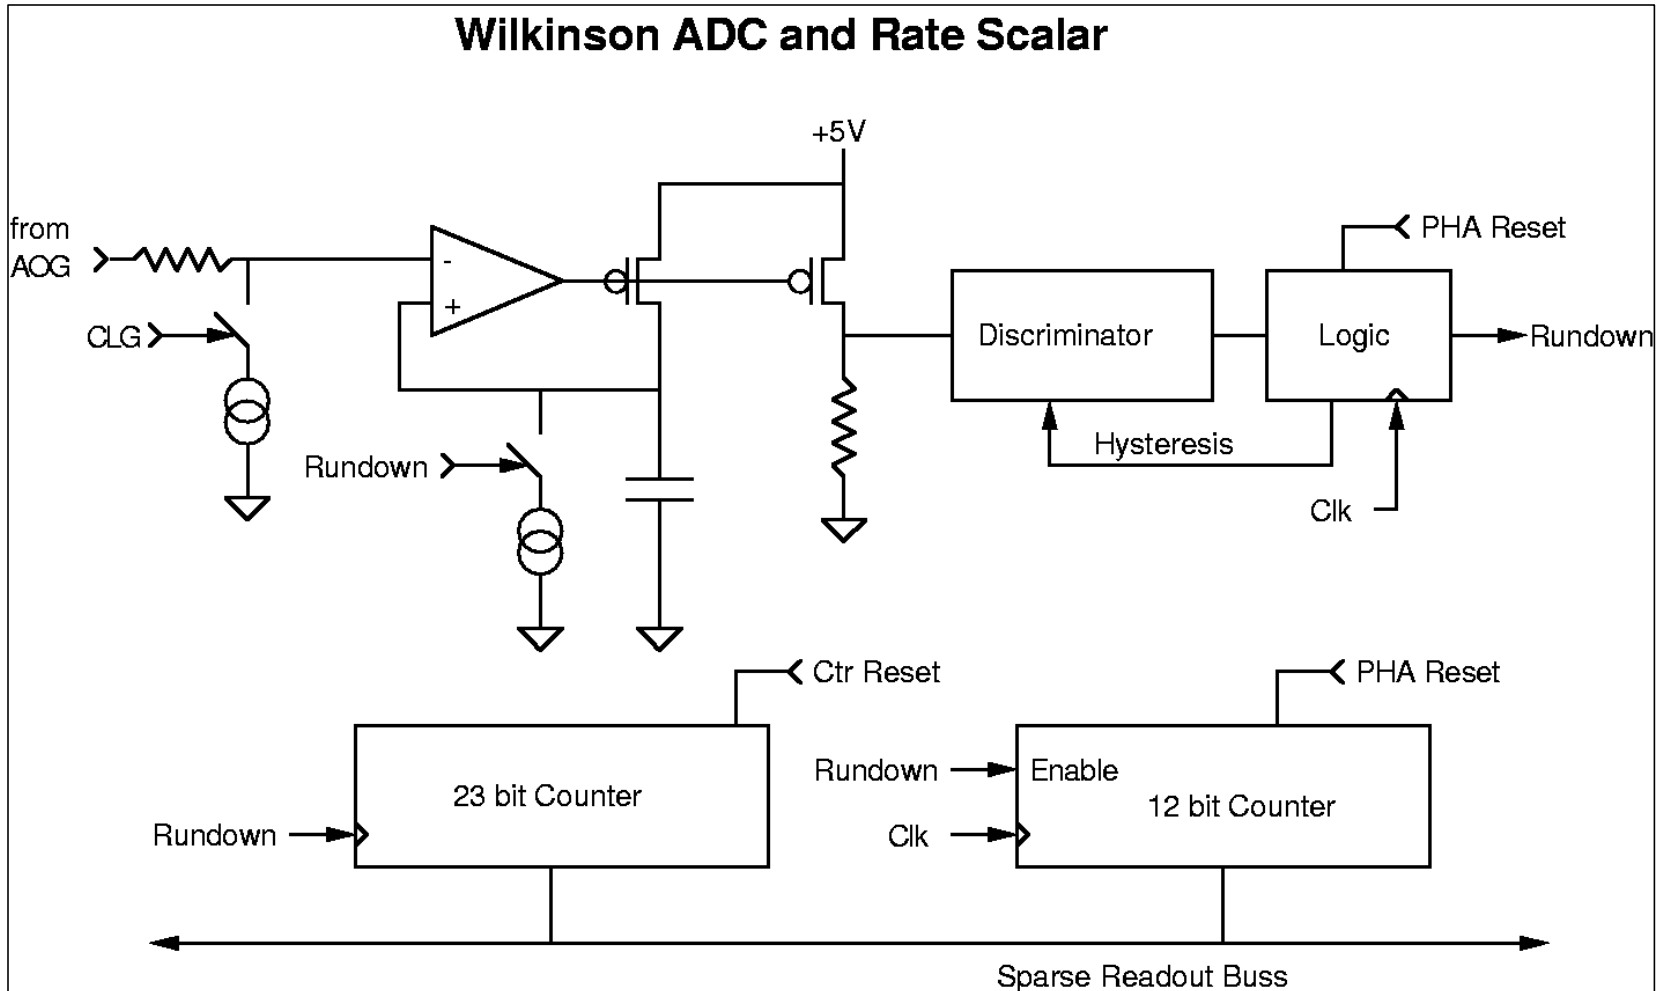 Wilkinson ADC and Rate Scalar
+5V
from
AOG
-
+
PHA Reset
CLG
Discriminator
Logic
Rundown
Hysteresis
Rundown
Clk
Ctr Reset
PHA Reset
23 bit Counter
Rundown
Rundown
Enable
12 bit Counter
Clk
Sparse Readout Buss